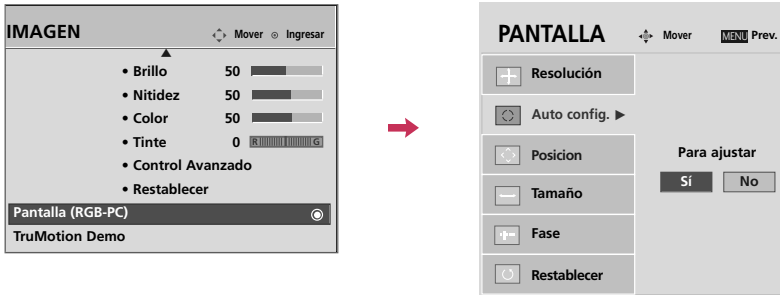 IMAGEN
Mover Ingresar
• Brillo 50
• Nitidez 50
• Color 50
• Tinte 0 R G
• Control Avanzado
• Restablecer
Pantalla (RGB-PC)
TruMotion Demo
PANTALLA
Mover MENU Prev.
Resolución
Auto config. ►
Posicion
Tamaño
Fase
Restablecer
Para ajustar
Sí No